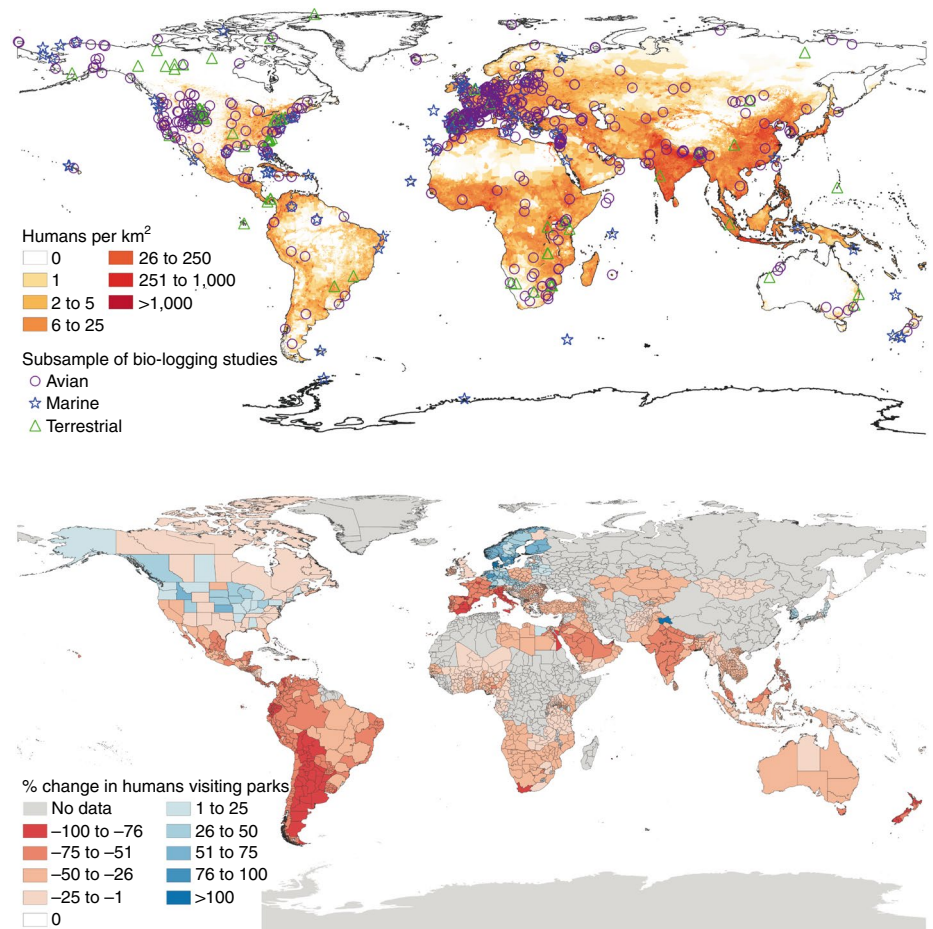 Humans per km²
0
26 to 250
1
251 to 1,000
2 to 5
>1,000
6 to 25
Subsample of bio-logging studies
Avian
Marine
Terrestrial
% change in humans visiting parks
No data
1 to 25
–100 to –76
26 to 50
–75 to –51
51 to 75
–50 to –26
76 to 100
–25 to –1
>100
0